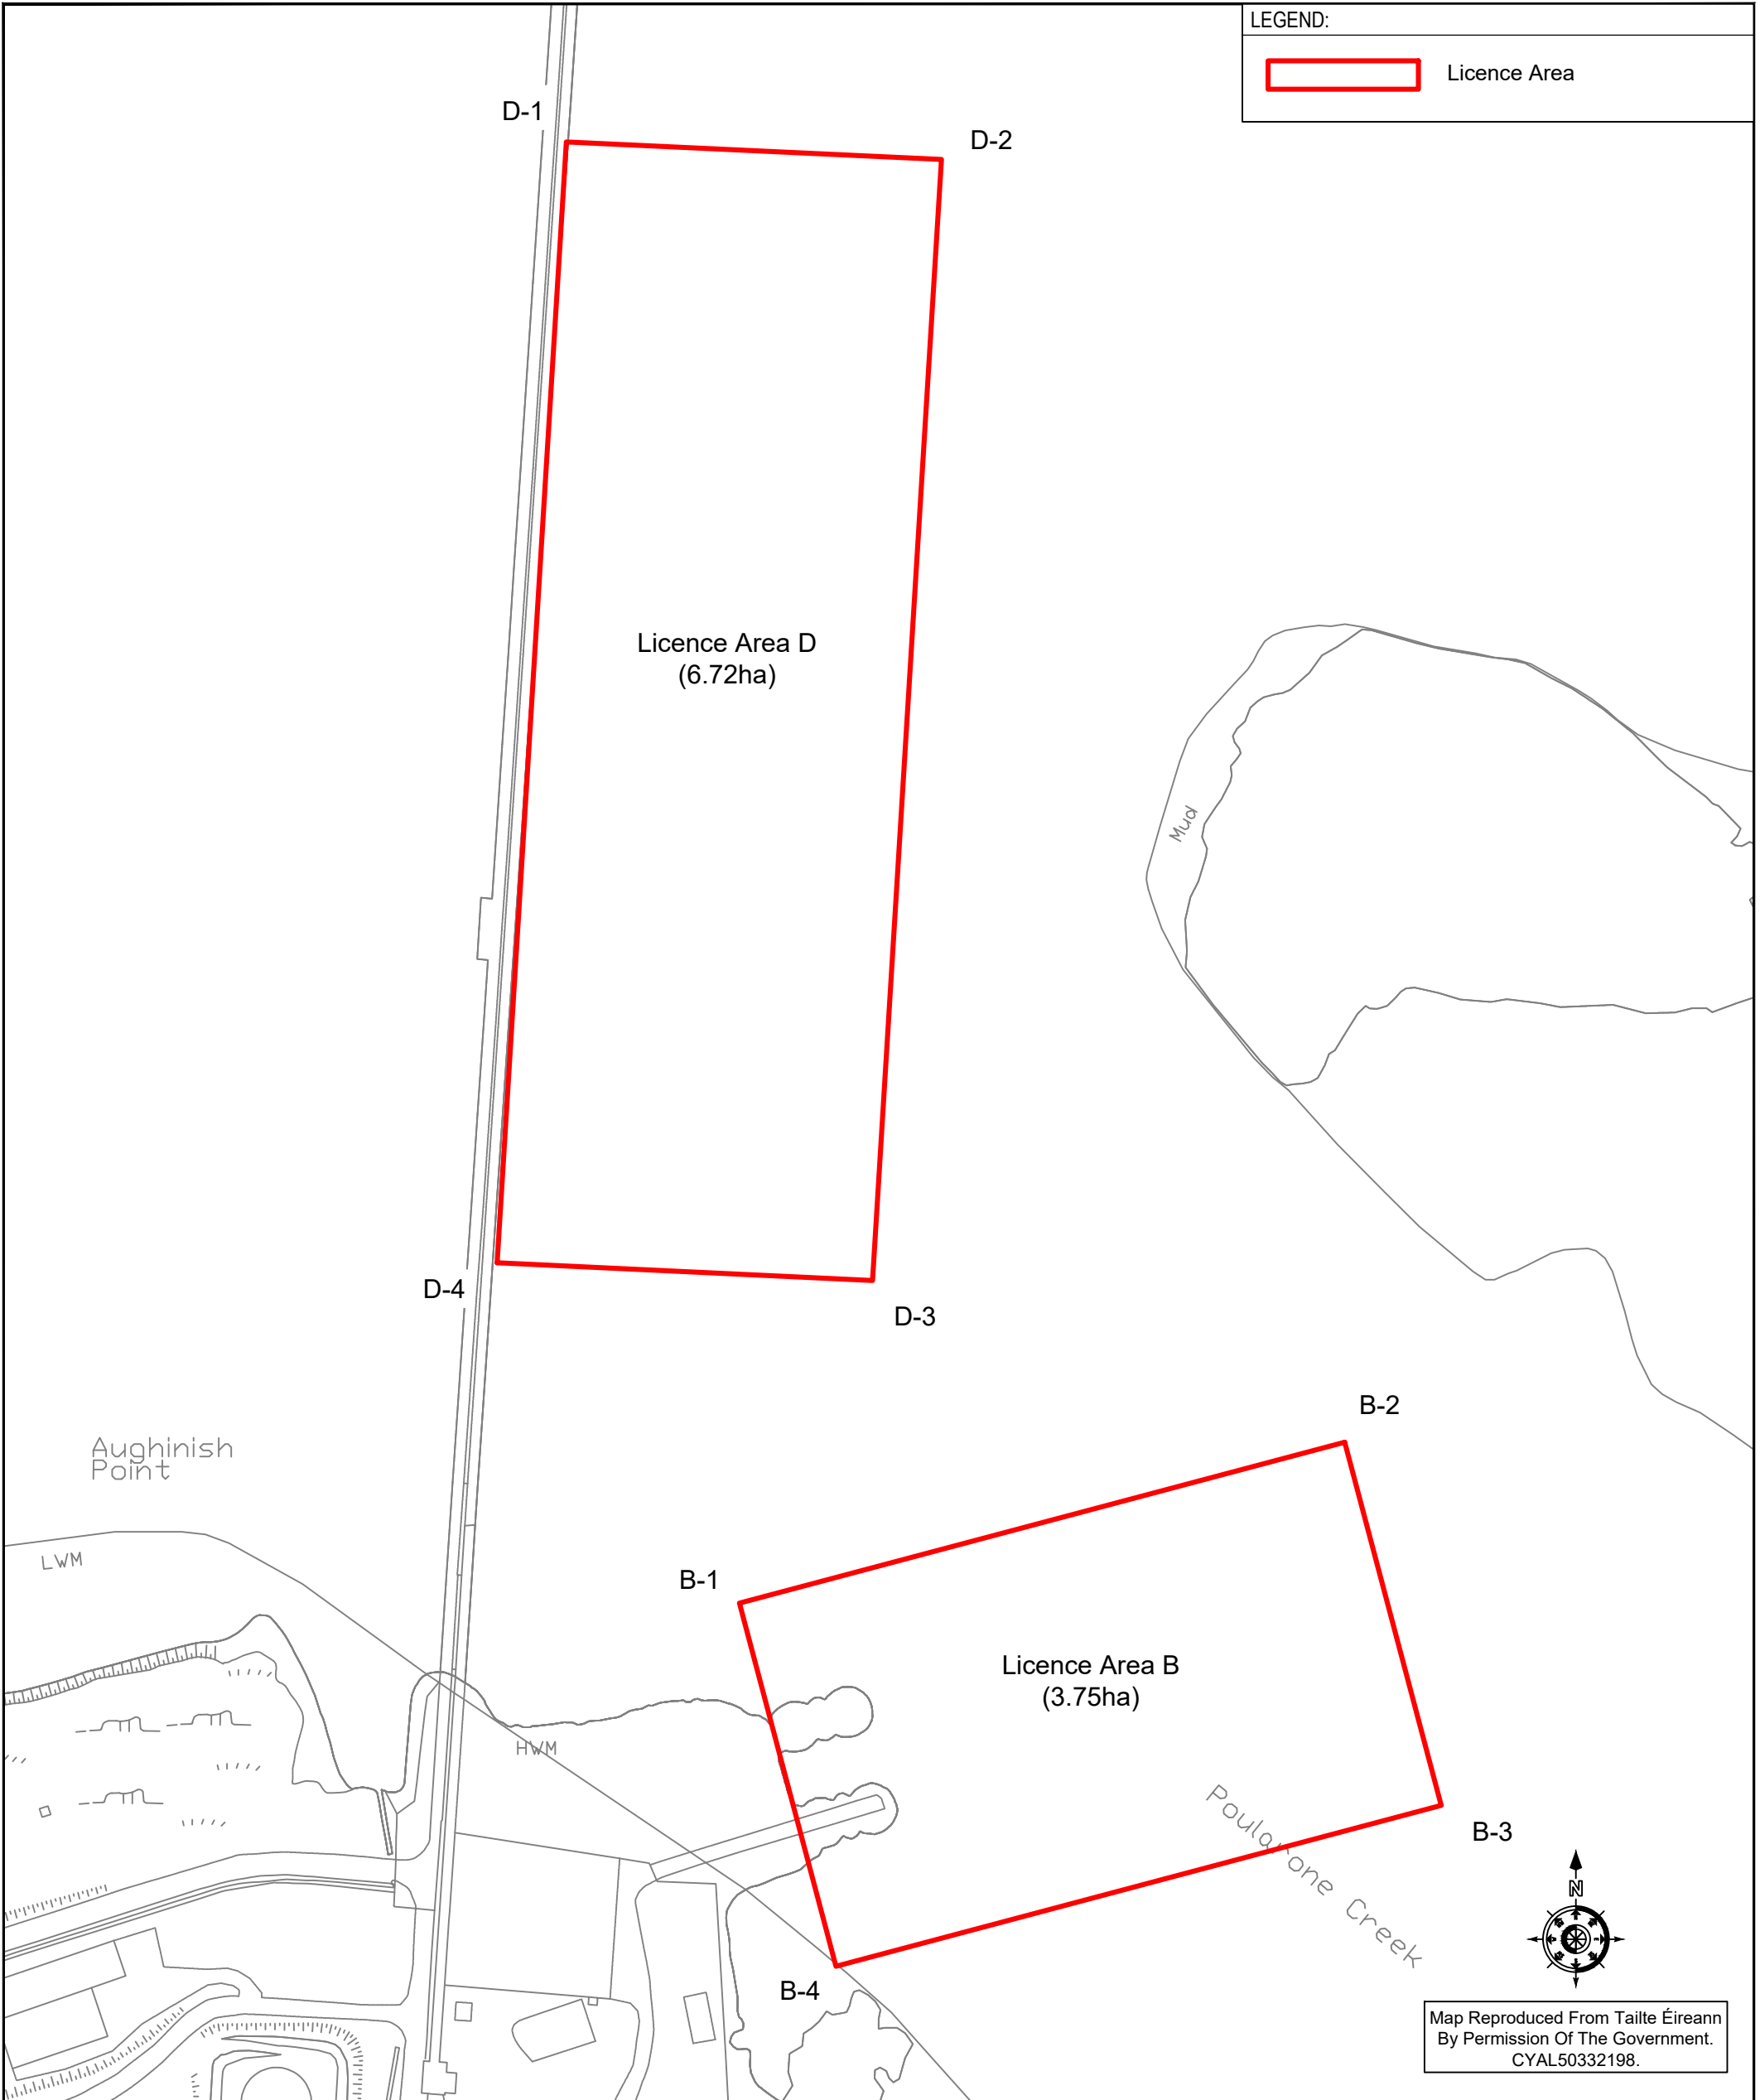 LEGEND:
Licence Area
D-1
D-2
Licence Area D
(6.72ha)
Mud
D-4
D-3
B-2
Aughinish
Point
LWM
B-1
Licence Area B
(3.75ha)
HWM
Creek
B-3
N
B-4
Map Reproduced From Tailte Éireann
By Permission Of The Government.
CYAL50332198.